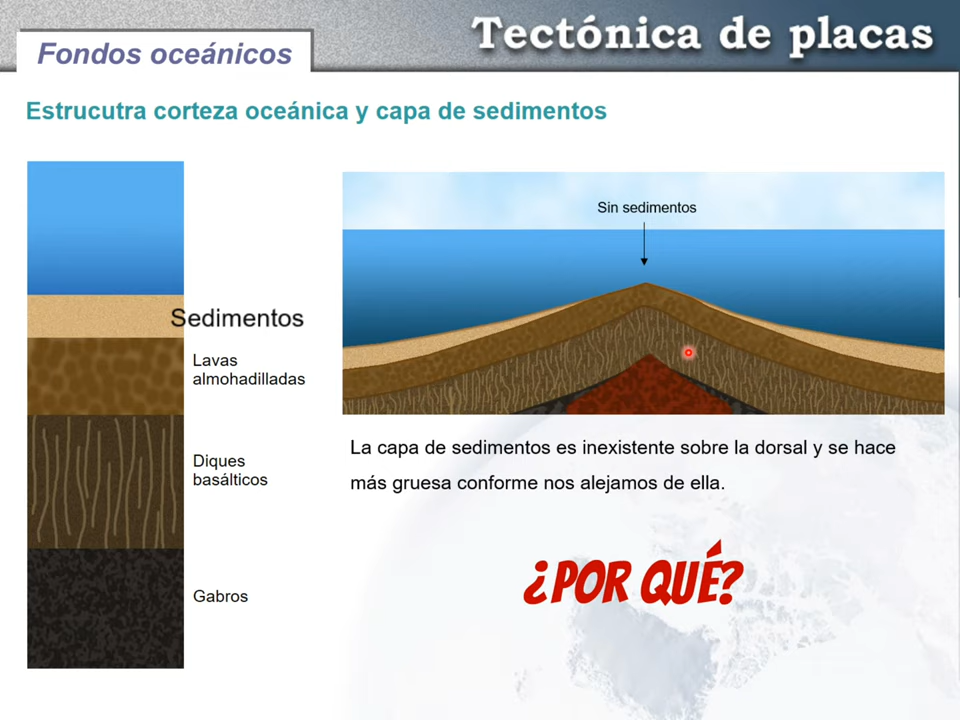 Tectónica de placas
Fondos oceánicos
Estrucutra corteza oceánica y capa de sedimentos
Sedimentos
Lavas
almohadilladas
Diques
basálticos
Gabros
Sin sedimentos
La capa de sedimentos es inexistente sobre la dorsal y se hace
más gruesa conforme nos alejamos de ella.
¿POR QUÉ?